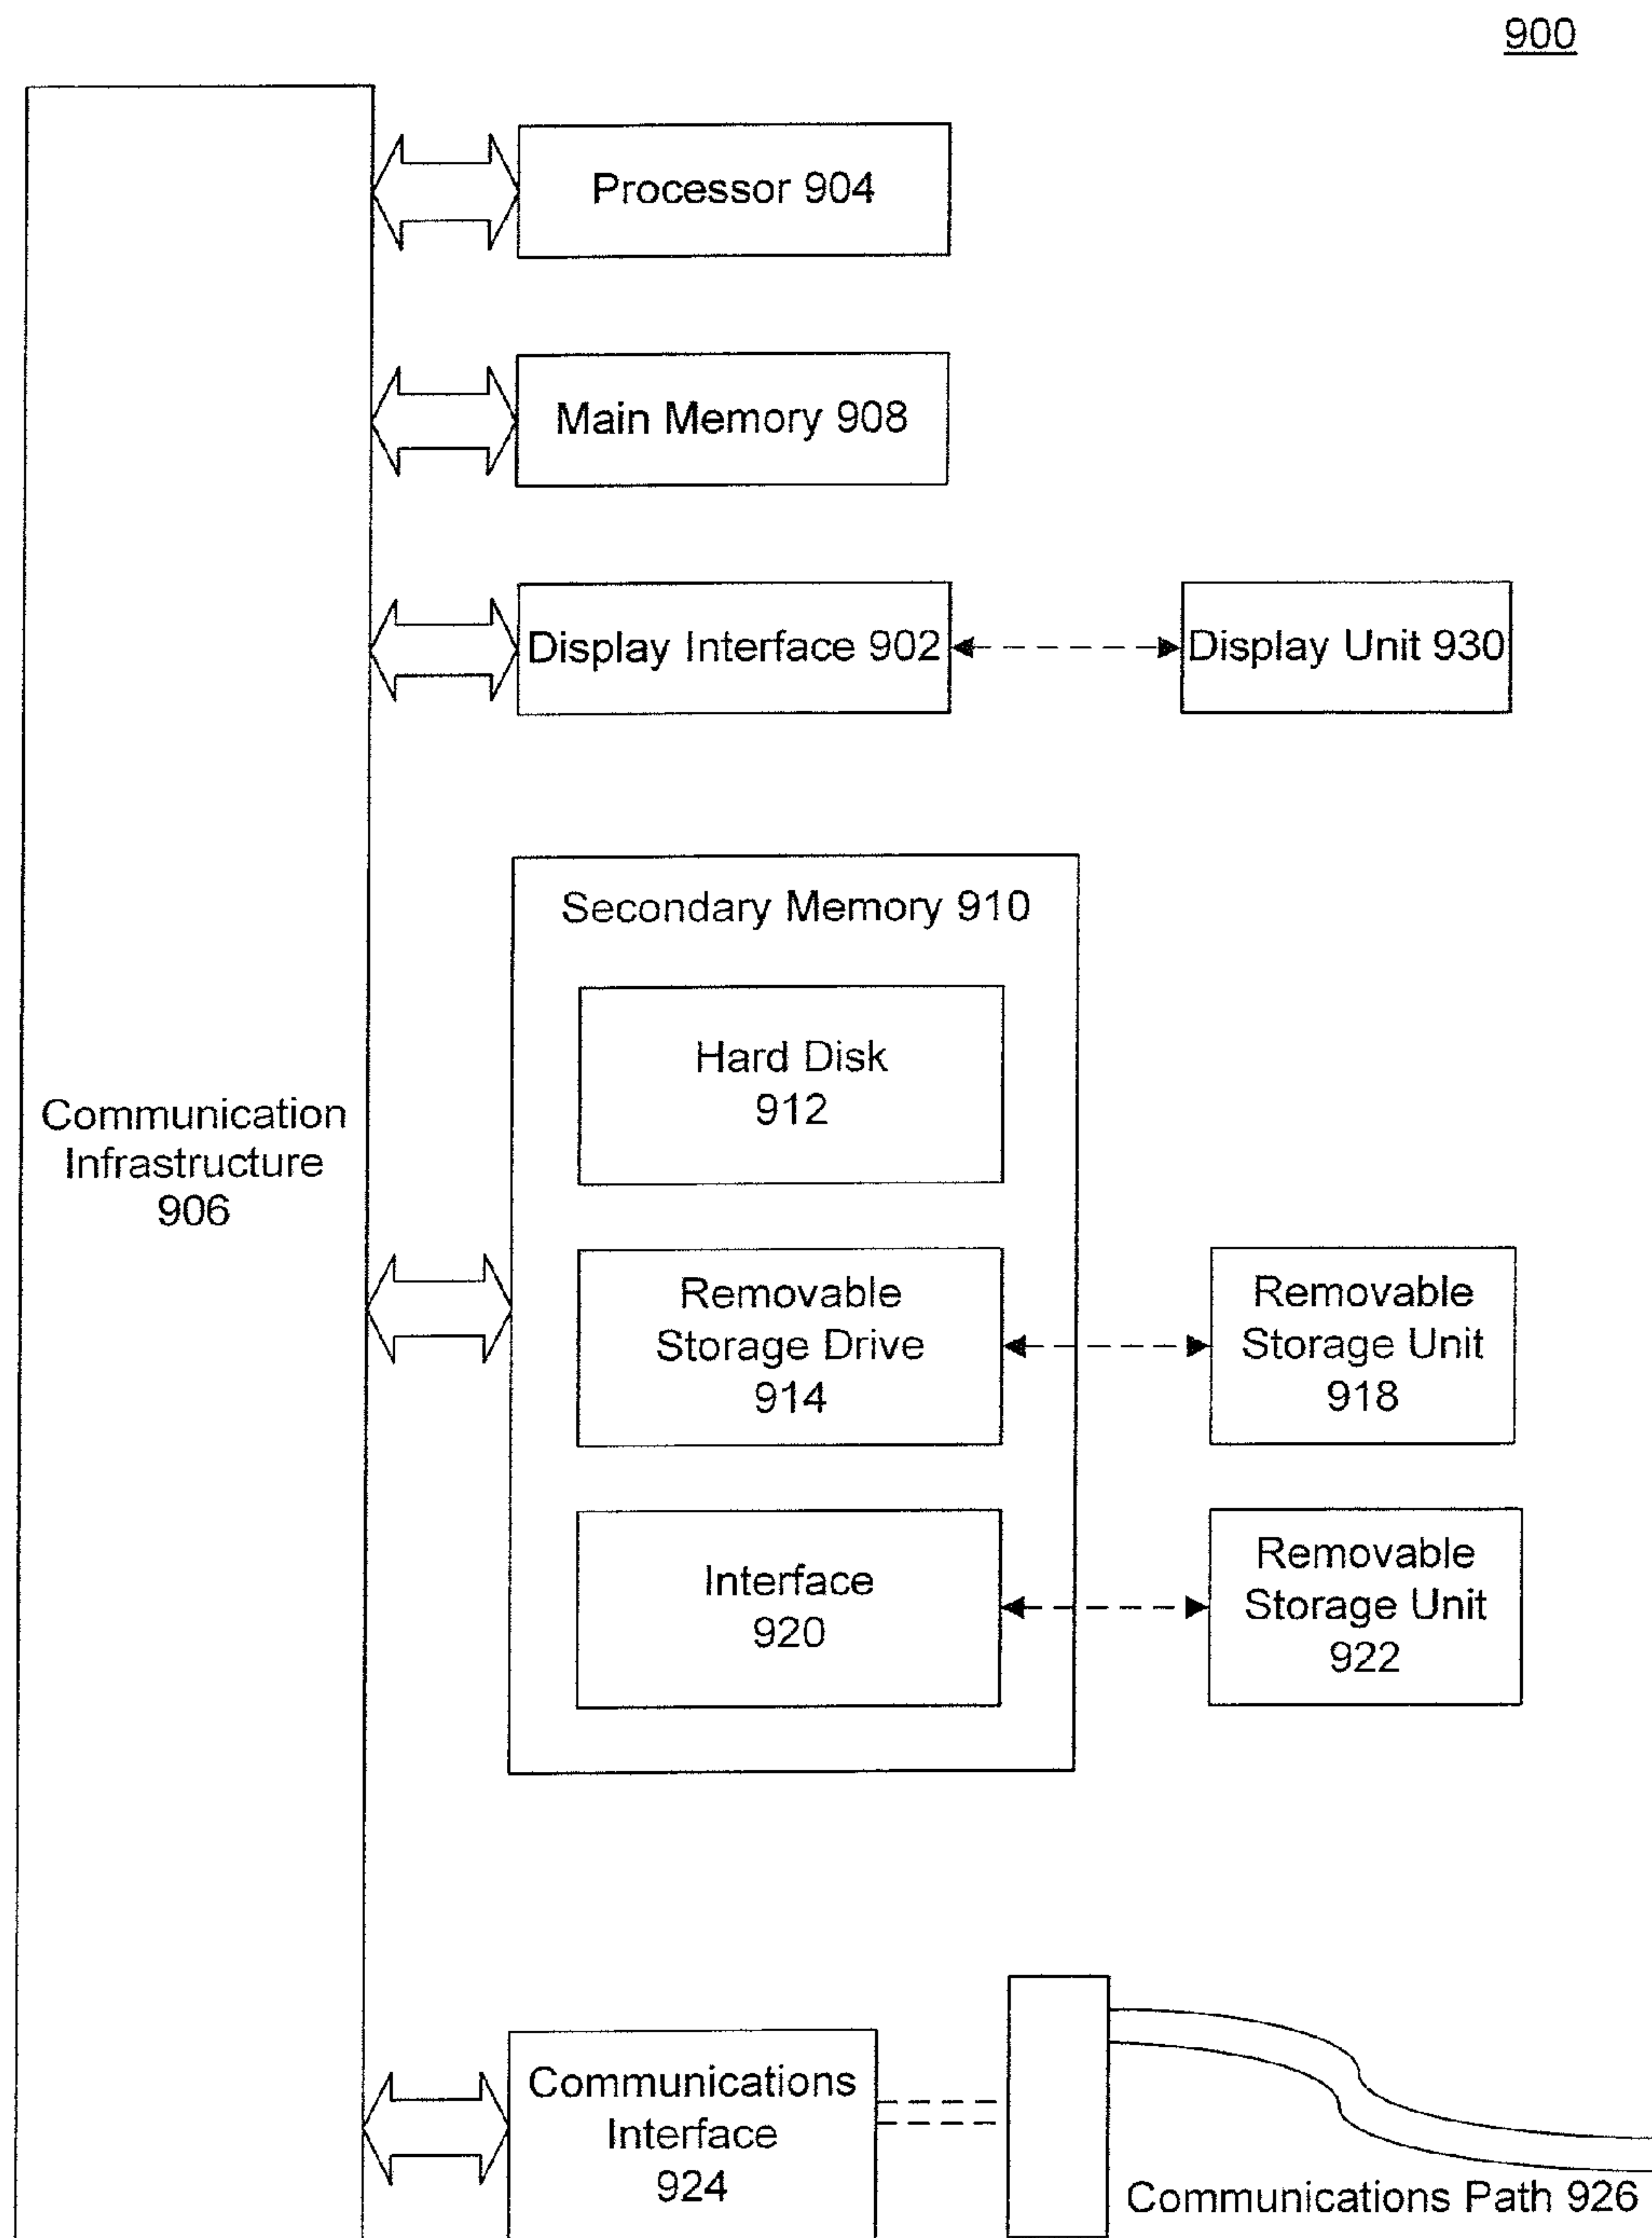 900
Processor 904
Main Memory 908
Display Interface 902
Display Unit 930
Secondary Memory 910
Hard Disk
912
Communication
Infrastructure
906
Removable
Storage Drive
914
Removable
Storage Unit
918
Interface
920
Removable
Storage Unit
922
Communications
Interface
924
Communications Path 926